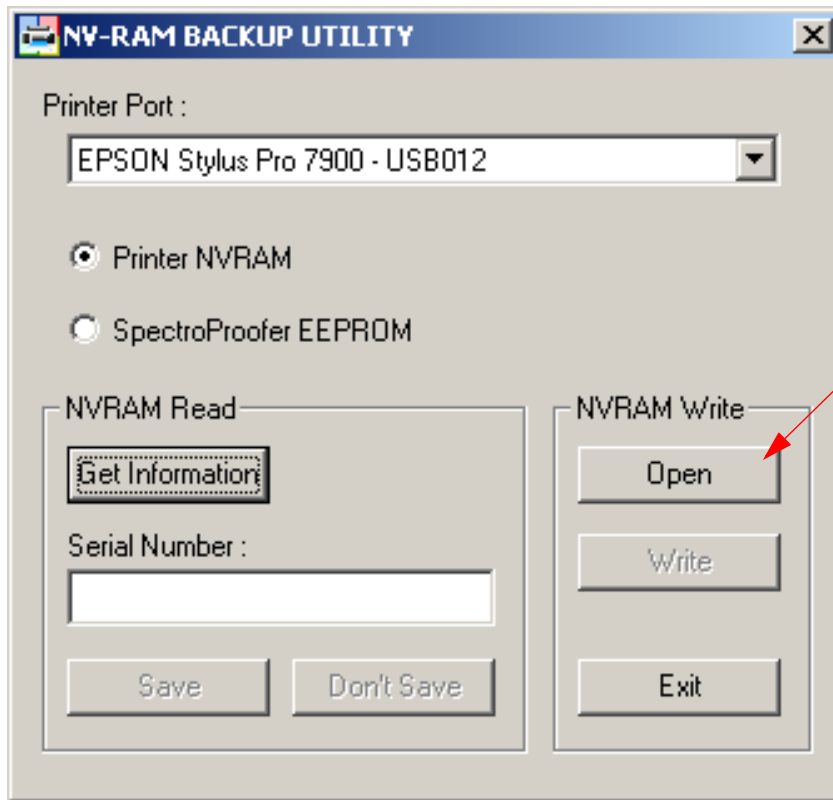 NV-RAM BACKUP UTILITY
Printer Port :
EPSON Stylus Pro 7900 - USB012
Printer NVRAM
SpectroProofer EEPROM
NVRAM Read
Get Information
Serial Number :
Save
Don't Save
NVRAM Write
Open
Write
Exit